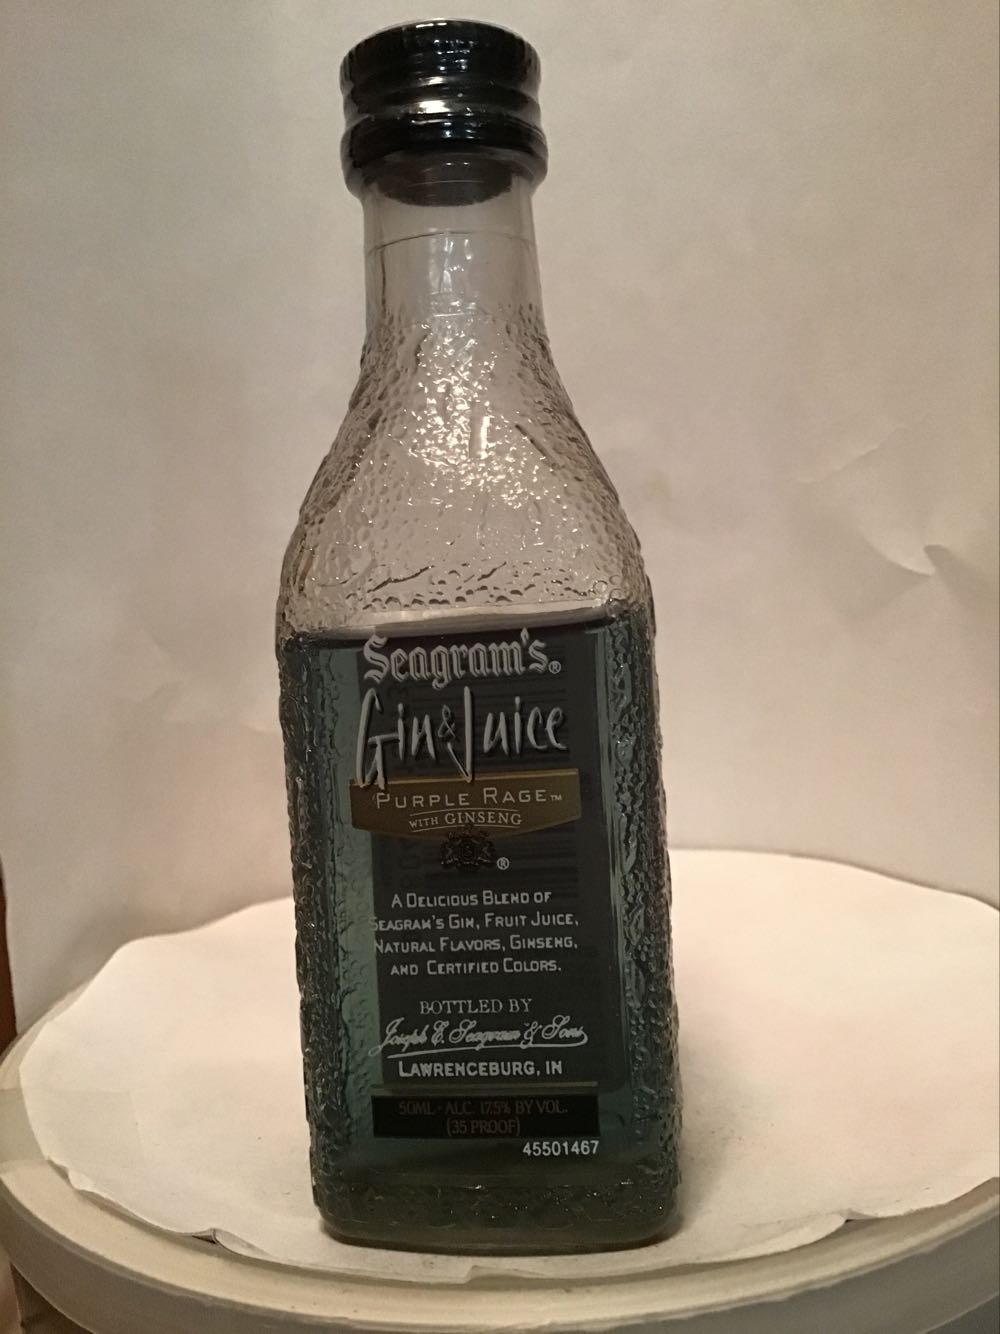 Seagram's®
Gin & Juice
PURPLE RAGE™
WITH GINSENG
®
A DELICIOUS BLEND OF
SEAGRAM'S GIN, FRUIT JUICE,
NATURAL FLAVORS, GINSENG,
AND CERTIFIED COLORS.
BOTTLED BY
Joseph E. Seagram & Sons
LAWRENCEBURG, IN
50ML - ALC. 17.5% BY VOL.
(35 PROOF)
45501467